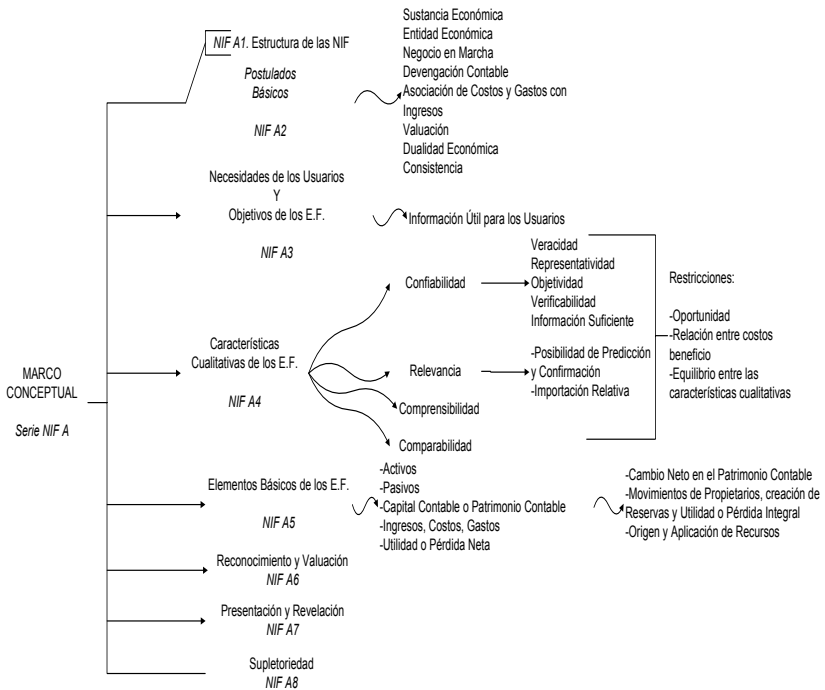 NIF A1. Estructura de las NIF
Postulados
Básicos
NIF A2
Sustancia Económica
Entidad Económica
Negocio en Marcha
Devengación Contable
Asociación de Costos y Gastos con
Ingresos
Valuación
Dualidad Económica
Consistencia
Necesidades de los Usuarios
Y
Objetivos de los E.F.
NIF A3
Información Útil para los Usuarios
MARCO
CONCEPTUAL
Serie NIF A
Características
Cualitativas de los E.F.
NIF A4
Confiabilidad
Veracidad
Representatividad
Objetividad
Verificabilidad
Información Suficiente
Relevancia
-Posibilidad de Predicción
y Confirmación
-Importación Relativa
Comprensibilidad
Comparabilidad
Restricciones:
-Oportunidad
-Relación entre costos
beneficio
-Equilibrio entre las
características cualitativas
Elementos Básicos de los E.F.
NIF A5
-Activos
-Pasivos
-Capital Contable o Patrimonio Contable
-Ingresos, Costos, Gastos
-Utilidad o Pérdida Neta
-Cambio Neto en el Patrimonio Contable
-Movimientos de Propietarios, creación de
Reservas y Utilidad o Pérdida Integral
-Origen y Aplicación de Recursos
Reconocimiento y Valuación
NIF A6
Presentación y Revelación
NIF A7
Supletoriedad
NIF A8